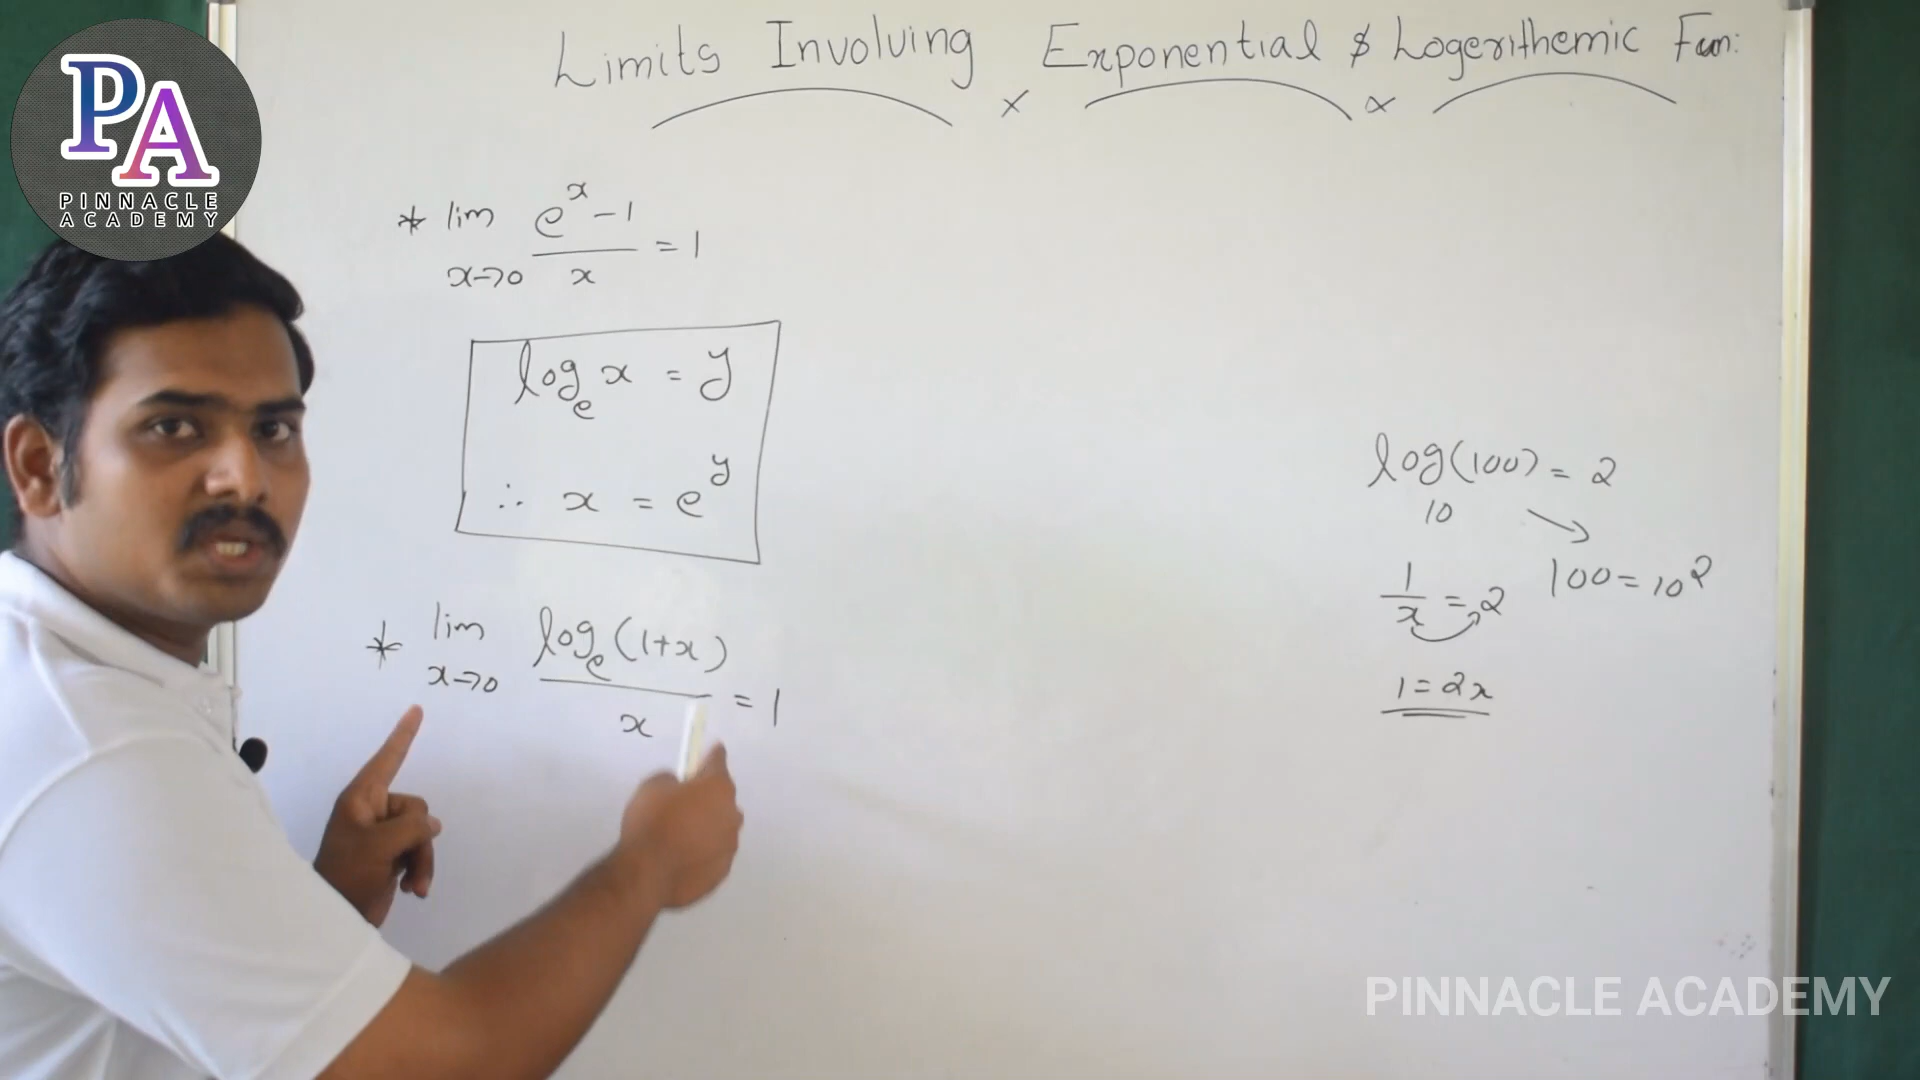 PA
PINNACLE
ACADEMY
Limits Involving Exponential & Logerithemic Fun:
* lim x→0 (e^x - 1)/x = 1
log_e x = y
∴ x = e^y
* lim x→0 log_e(1+x)/x = 1
log_10(100) = 2
100 = 10^2
1/x = 2
1 = 2x
PINNACLE ACADEMY